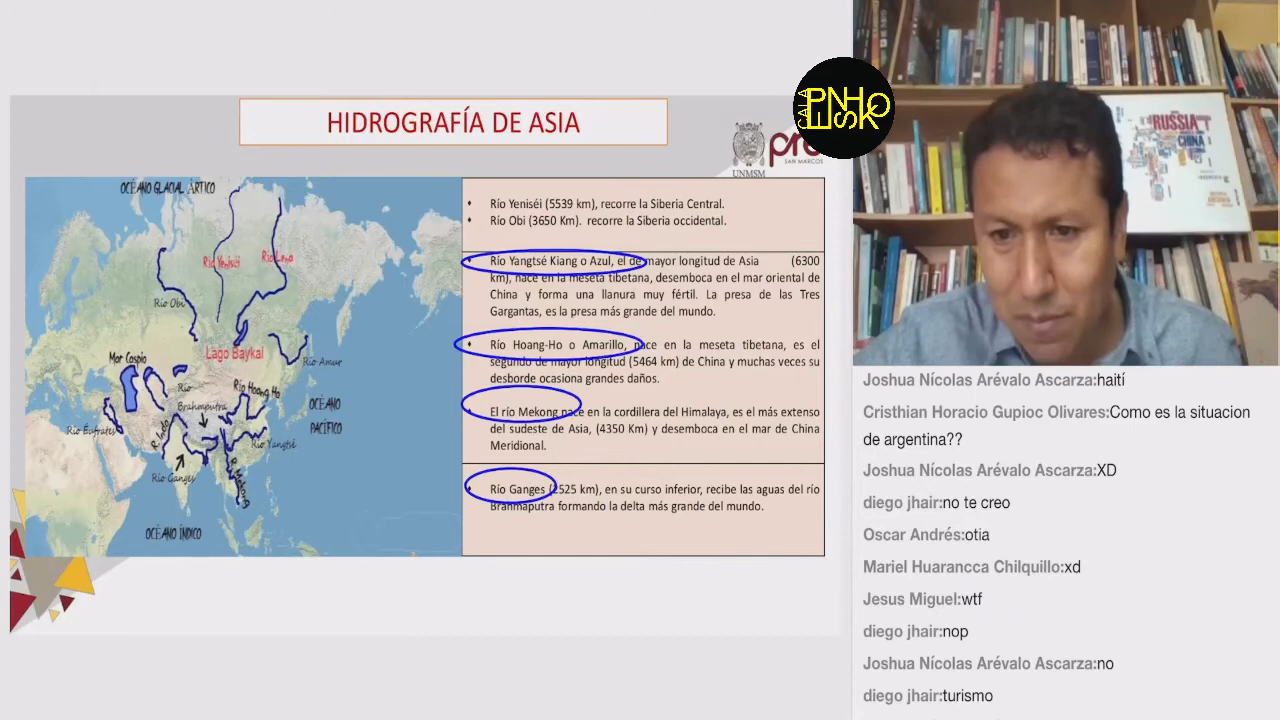 HIDROGRAFÍA DE ASIA
CALA
PENSHOK
UNMSM
pre
SAN MARCOS
OCÉANO GLACIAL ÁRTICO
Río Yeniséi
Río Lena
Río Obi
Lago Baykal
Mar Caspio
Río Amur
Río
Brahmaputra
Río Hoang Ho
OCÉANO
PACÍFICO
Río Eufrates
R. Indo
Río Yangtsé
Río Ganges
R. Mekong
OCÉANO ÍNDICO
• Río Yeniséi (5539 km), recorre la Siberia Central.
• Río Obi (3650 Km). recorre la Siberia occidental.
• Río Yangtsé Kiang o Azul, el de mayor longitud de Asia (6300
km), nace en la meseta tibetana, desemboca en el mar oriental de
China y forma una llanura muy fértil. La presa de las Tres
Gargantas, es la presa más grande del mundo.
• Río Hoang-Ho o Amarillo, nace en la meseta tibetana, es el
segundo de mayor longitud (5464 km) de China y muchas veces su
desborde ocasiona grandes daños.
• El río Mekong nace en la cordillera del Himalaya, es el más extenso
del sudeste de Asia, (4350 Km) y desemboca en el mar de China
Meridional.
• Río Ganges (2525 km), en su curso inferior, recibe las aguas del río
Brahmaputra formando la delta más grande del mundo.
RUSSIA
CHINA
Joshua Nícolas Arévalo Ascarza:haití
Cristhian Horacio Gupioc Olivares:Como es la situacion
de argentina??
Joshua Nícolas Arévalo Ascarza:XD
diego jhair:no te creo
Oscar Andrés:otia
Mariel Huarancca Chilquillo:xd
Jesus Miguel:wtf
diego jhair:nop
Joshua Nícolas Arévalo Ascarza:no
diego jhair:turismo